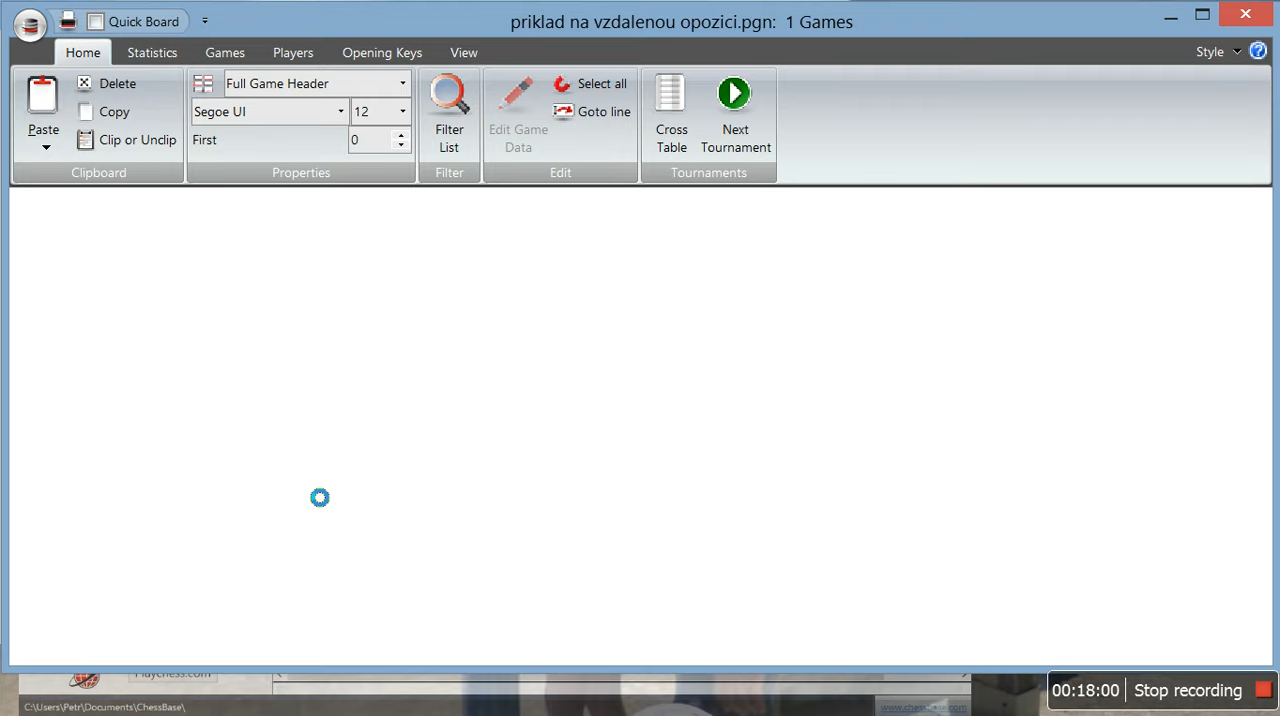 Quick Board
priklad na vzdalenou opozici.pgn: 1 Games
Home Statistics Games Players Opening Keys View Style
Paste
Delete
Copy
Clip or Unclip
Clipboard
Full Game Header
Segoe UI 12
First 0
Properties
Filter
List
Filter
Edit Game
Data
Select all
Goto line
Edit
Cross
Table
Next
Tournament
Tournaments
Playchess.com
C:\Users\Petr\Documents\ChessBase\
www.chessbase.com
00:18:00 Stop recording